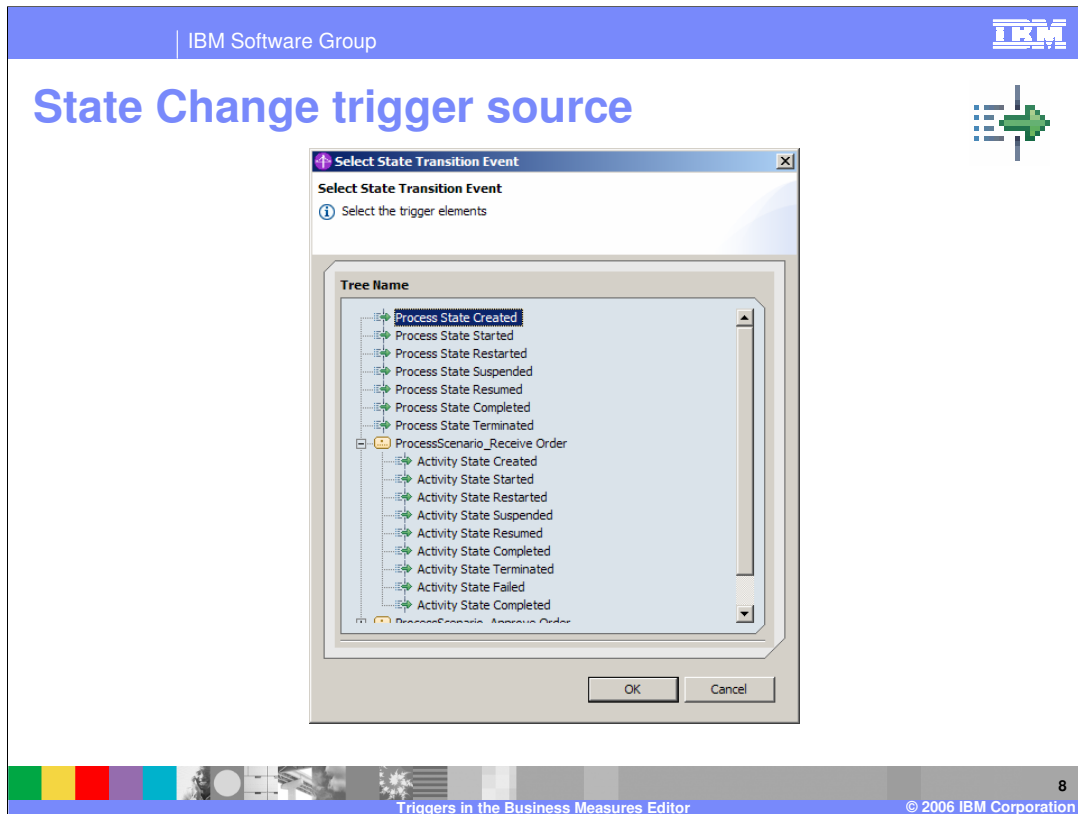 IBM Software Group
IBM
State Change trigger source
Select State Transition Event
Select State Transition Event
Select the trigger elements
Tree Name
Process State Created
Process State Started
Process State Restarted
Process State Suspended
Process State Resumed
Process State Completed
Process State Terminated
ProcessScenario_Receive Order
Activity State Created
Activity State Started
Activity State Restarted
Activity State Suspended
Activity State Resumed
Activity State Completed
Activity State Terminated
Activity State Failed
Activity State Completed
ProcessScenario_Approve Order
OK Cancel
8
Triggers in the Business Measures Editor © 2006 IBM Corporation